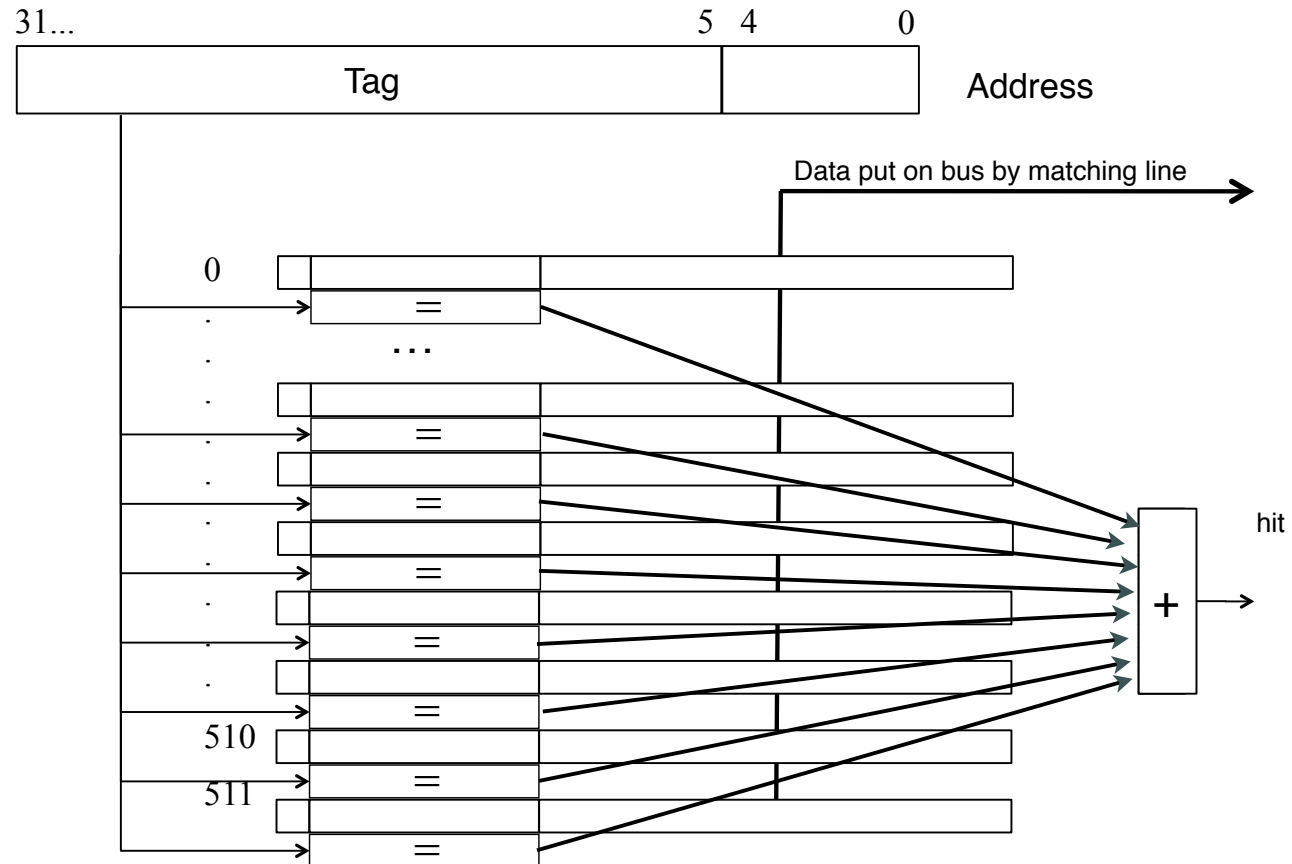 31... 5 4 0
Tag
Address
Data put on bus by matching line
0
=
...
=
=
=
hit
+
=
=
510
=
511
=